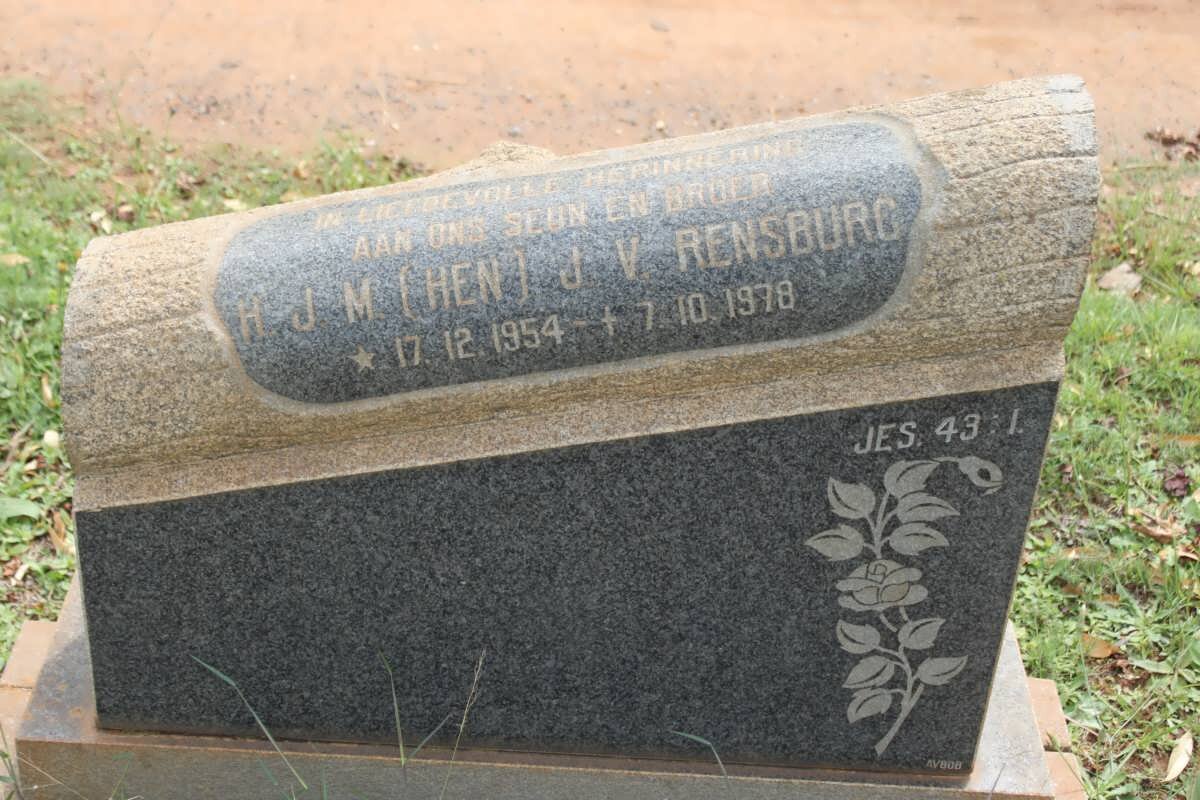 IN LIEFDEVOLLE HERINNERING
AAN ONS SEUN EN BROER
H. J. M. (HEN) J. V. RENSBURG
★ 17. 12. 1954 - † 7. 10. 1978
JES. 43 : 1.
AVBOB